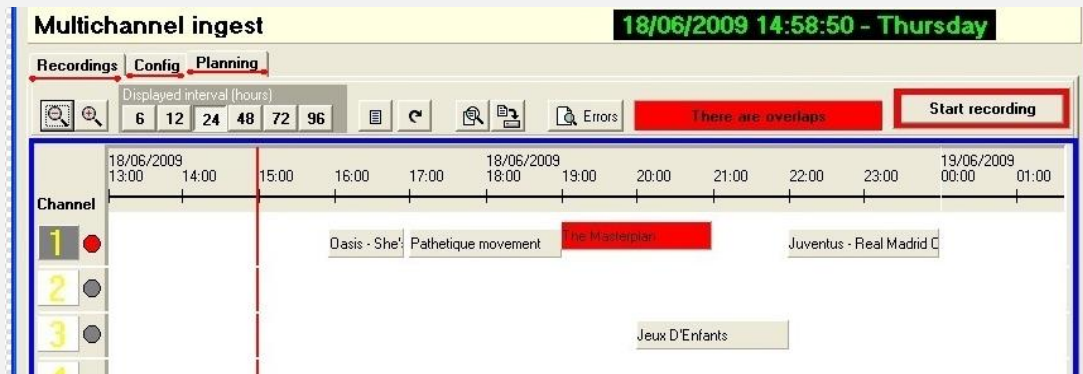 Multichannel ingest
18/06/2009 14:58:50 - Thursday
Recordings Config Planning
Displayed interval (hours)
6 12 24 48 72 96
Errors
There are overlaps
Start recording
18/06/2009 18/06/2009 19/06/2009
13:00 14:00 15:00 16:00 17:00 18:00 19:00 20:00 21:00 22:00 23:00 00:00 01:00
Channel
1
Oasis - She': Pathetique movement The Masterplan Juventus - Real Madrid C
2
3
Jeux D'Enfants